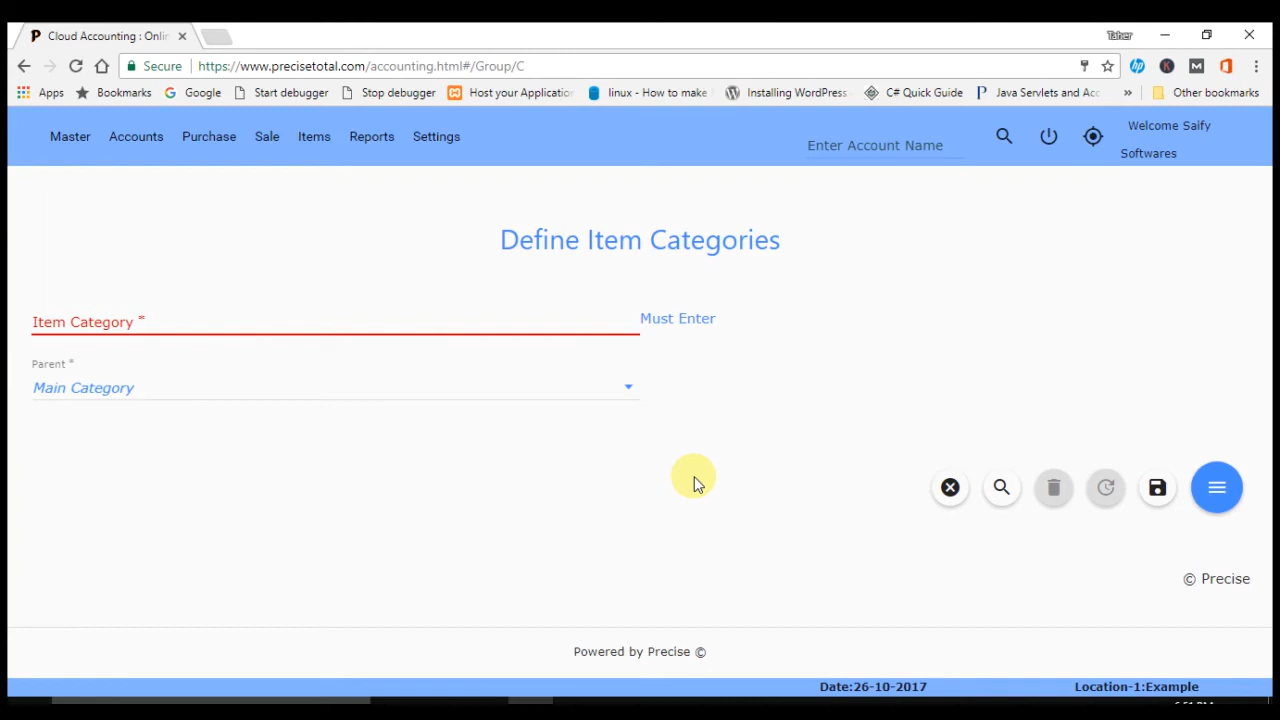 Cloud Accounting : Onlin
Taher
Secure
https://www.precisetotal.com/accounting.html#/Group/C
Apps
Bookmarks
Google
Start debugger
Stop debugger
Host your Application
linux - How to make
Installing WordPress
C# Quick Guide
Java Servlets and Acc
»
Other bookmarks
Master
Accounts
Purchase
Sale
Items
Reports
Settings
Enter Account Name
Welcome Saify
Softwares
Define Item Categories
Item Category *
Must Enter
Parent *
Main Category
© Precise
Powered by Precise ©
Date:26-10-2017
Location-1:Example